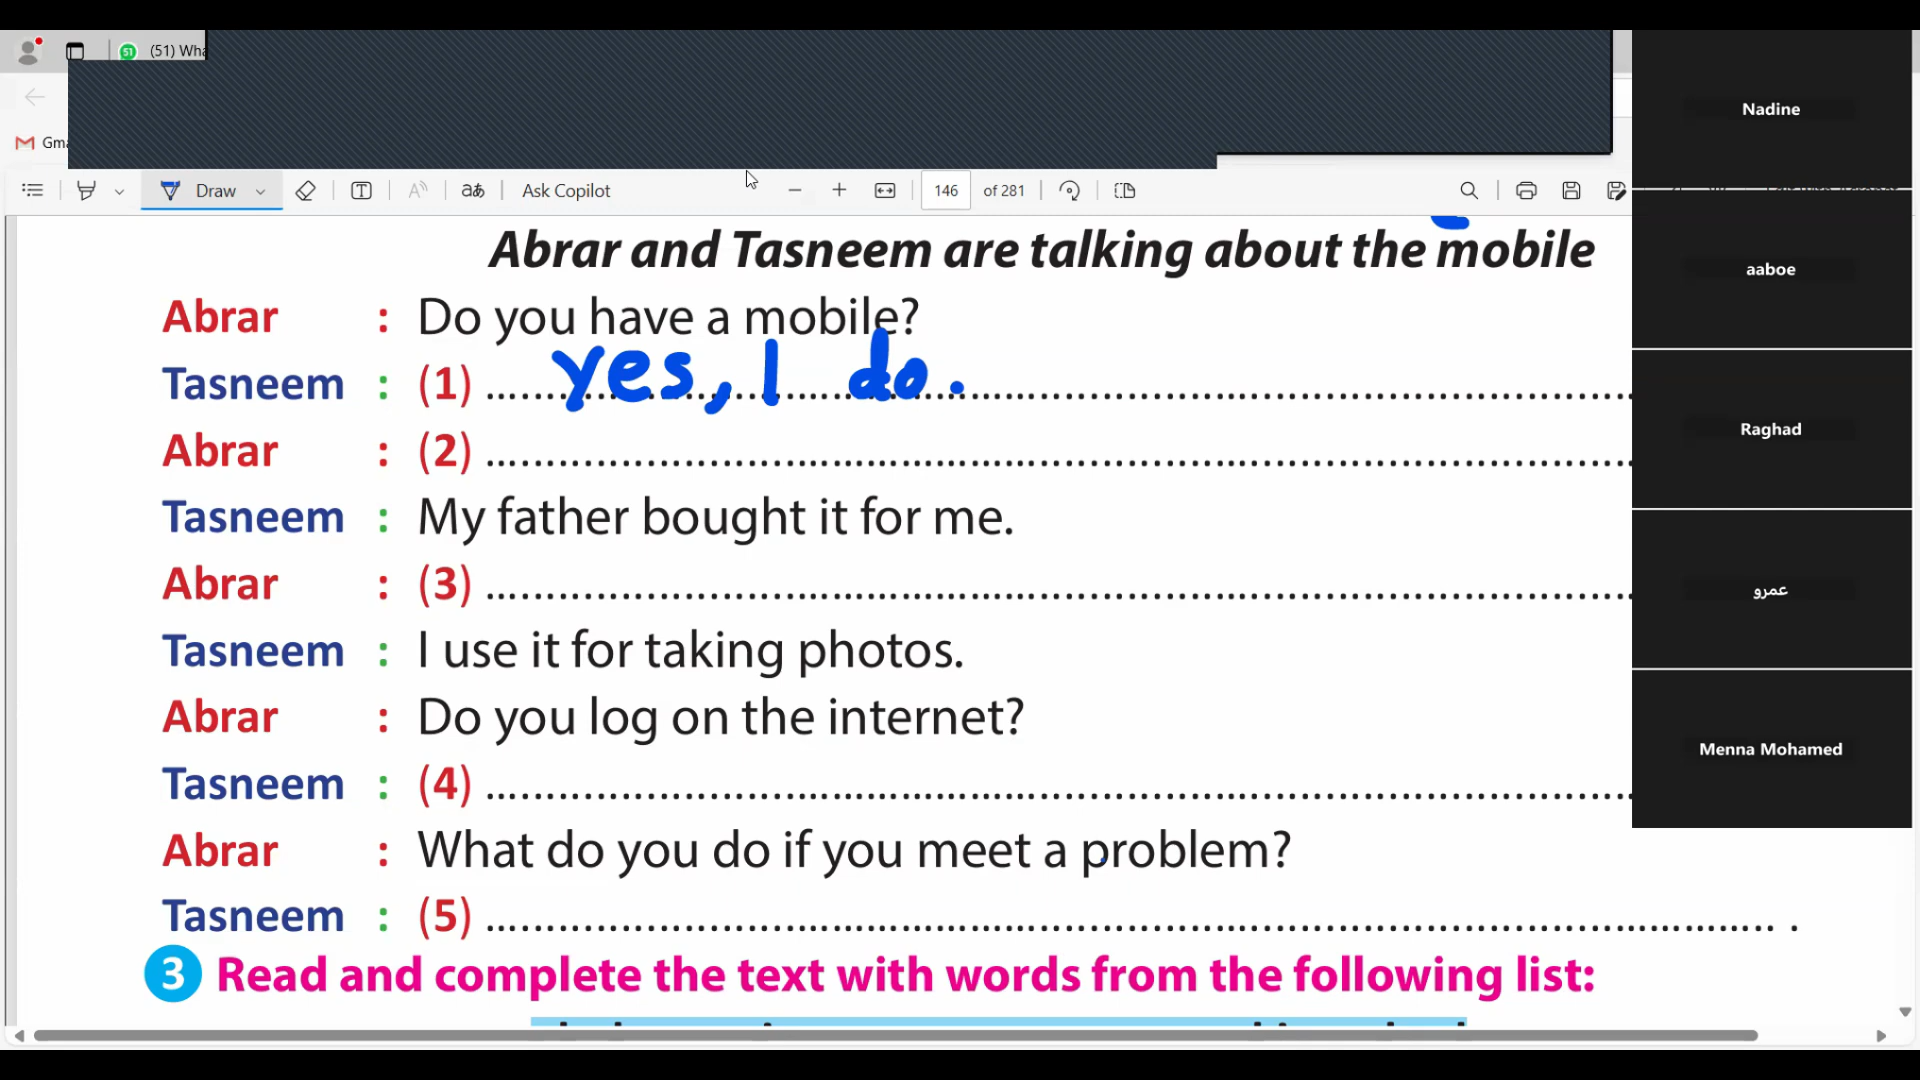 (51) Wha
Gma
Draw
Ask Copilot
146 of 281
Abrar and Tasneem are talking about the mobile
Abrar : Do you have a mobile?
Tasneem : (1) yes, I do.
Abrar : (2) ........................
Tasneem : My father bought it for me.
Abrar : (3) ........................
Tasneem : I use it for taking photos.
Abrar : Do you log on the internet?
Tasneem : (4) ........................
Abrar : What do you do if you meet a problem?
Tasneem : (5) ........................ .
3 Read and complete the text with words from the following list:
Nadine
aaboe
Raghad
عمرو
Menna Mohamed